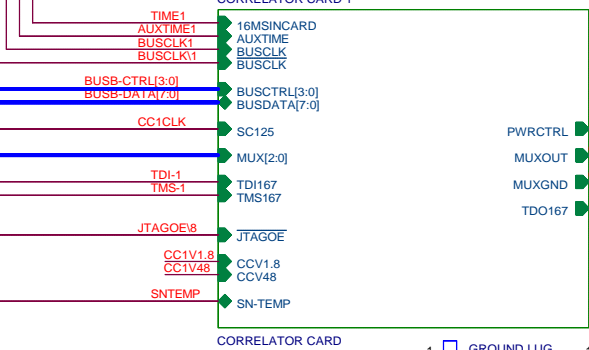 CORRELATOR CARD 1
TIME1
16MSINCARD
AUXTIME1
AUXTIME
BUSCLK1
BUSCLK
BUSCLK\1
BUSCLK
BUSB-CTRL[3:0]
BUSCTRL[3:0]
BUSB-DATA[7:0]
BUSDATA[7:0]
CC1CLK
SC125
PWRCTRL
MUX[2:0]
MUXOUT
TDI-1
TDI167
MUXGND
TMS-1
TMS167
TDO167
JTAGOE\8
JTAGOE
CC1V1.8
CCV1.8
CC1V48
CCV48
SNTEMP
SN-TEMP
CORRELATOR CARD
1
GROUND LUG